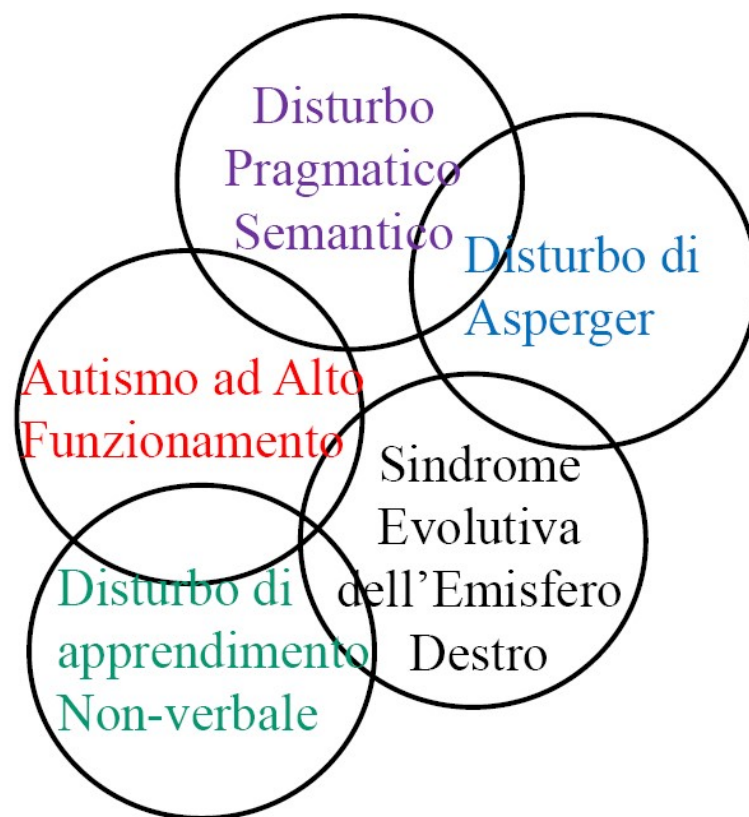 Disturbo
Pragmatico
Semantico
Disturbo di
Asperger
Autismo ad Alto
Funzionamento
Sindrome
Evolutiva
dell’Emisfero
Destro
Disturbo di
apprendimento
Non-verbale